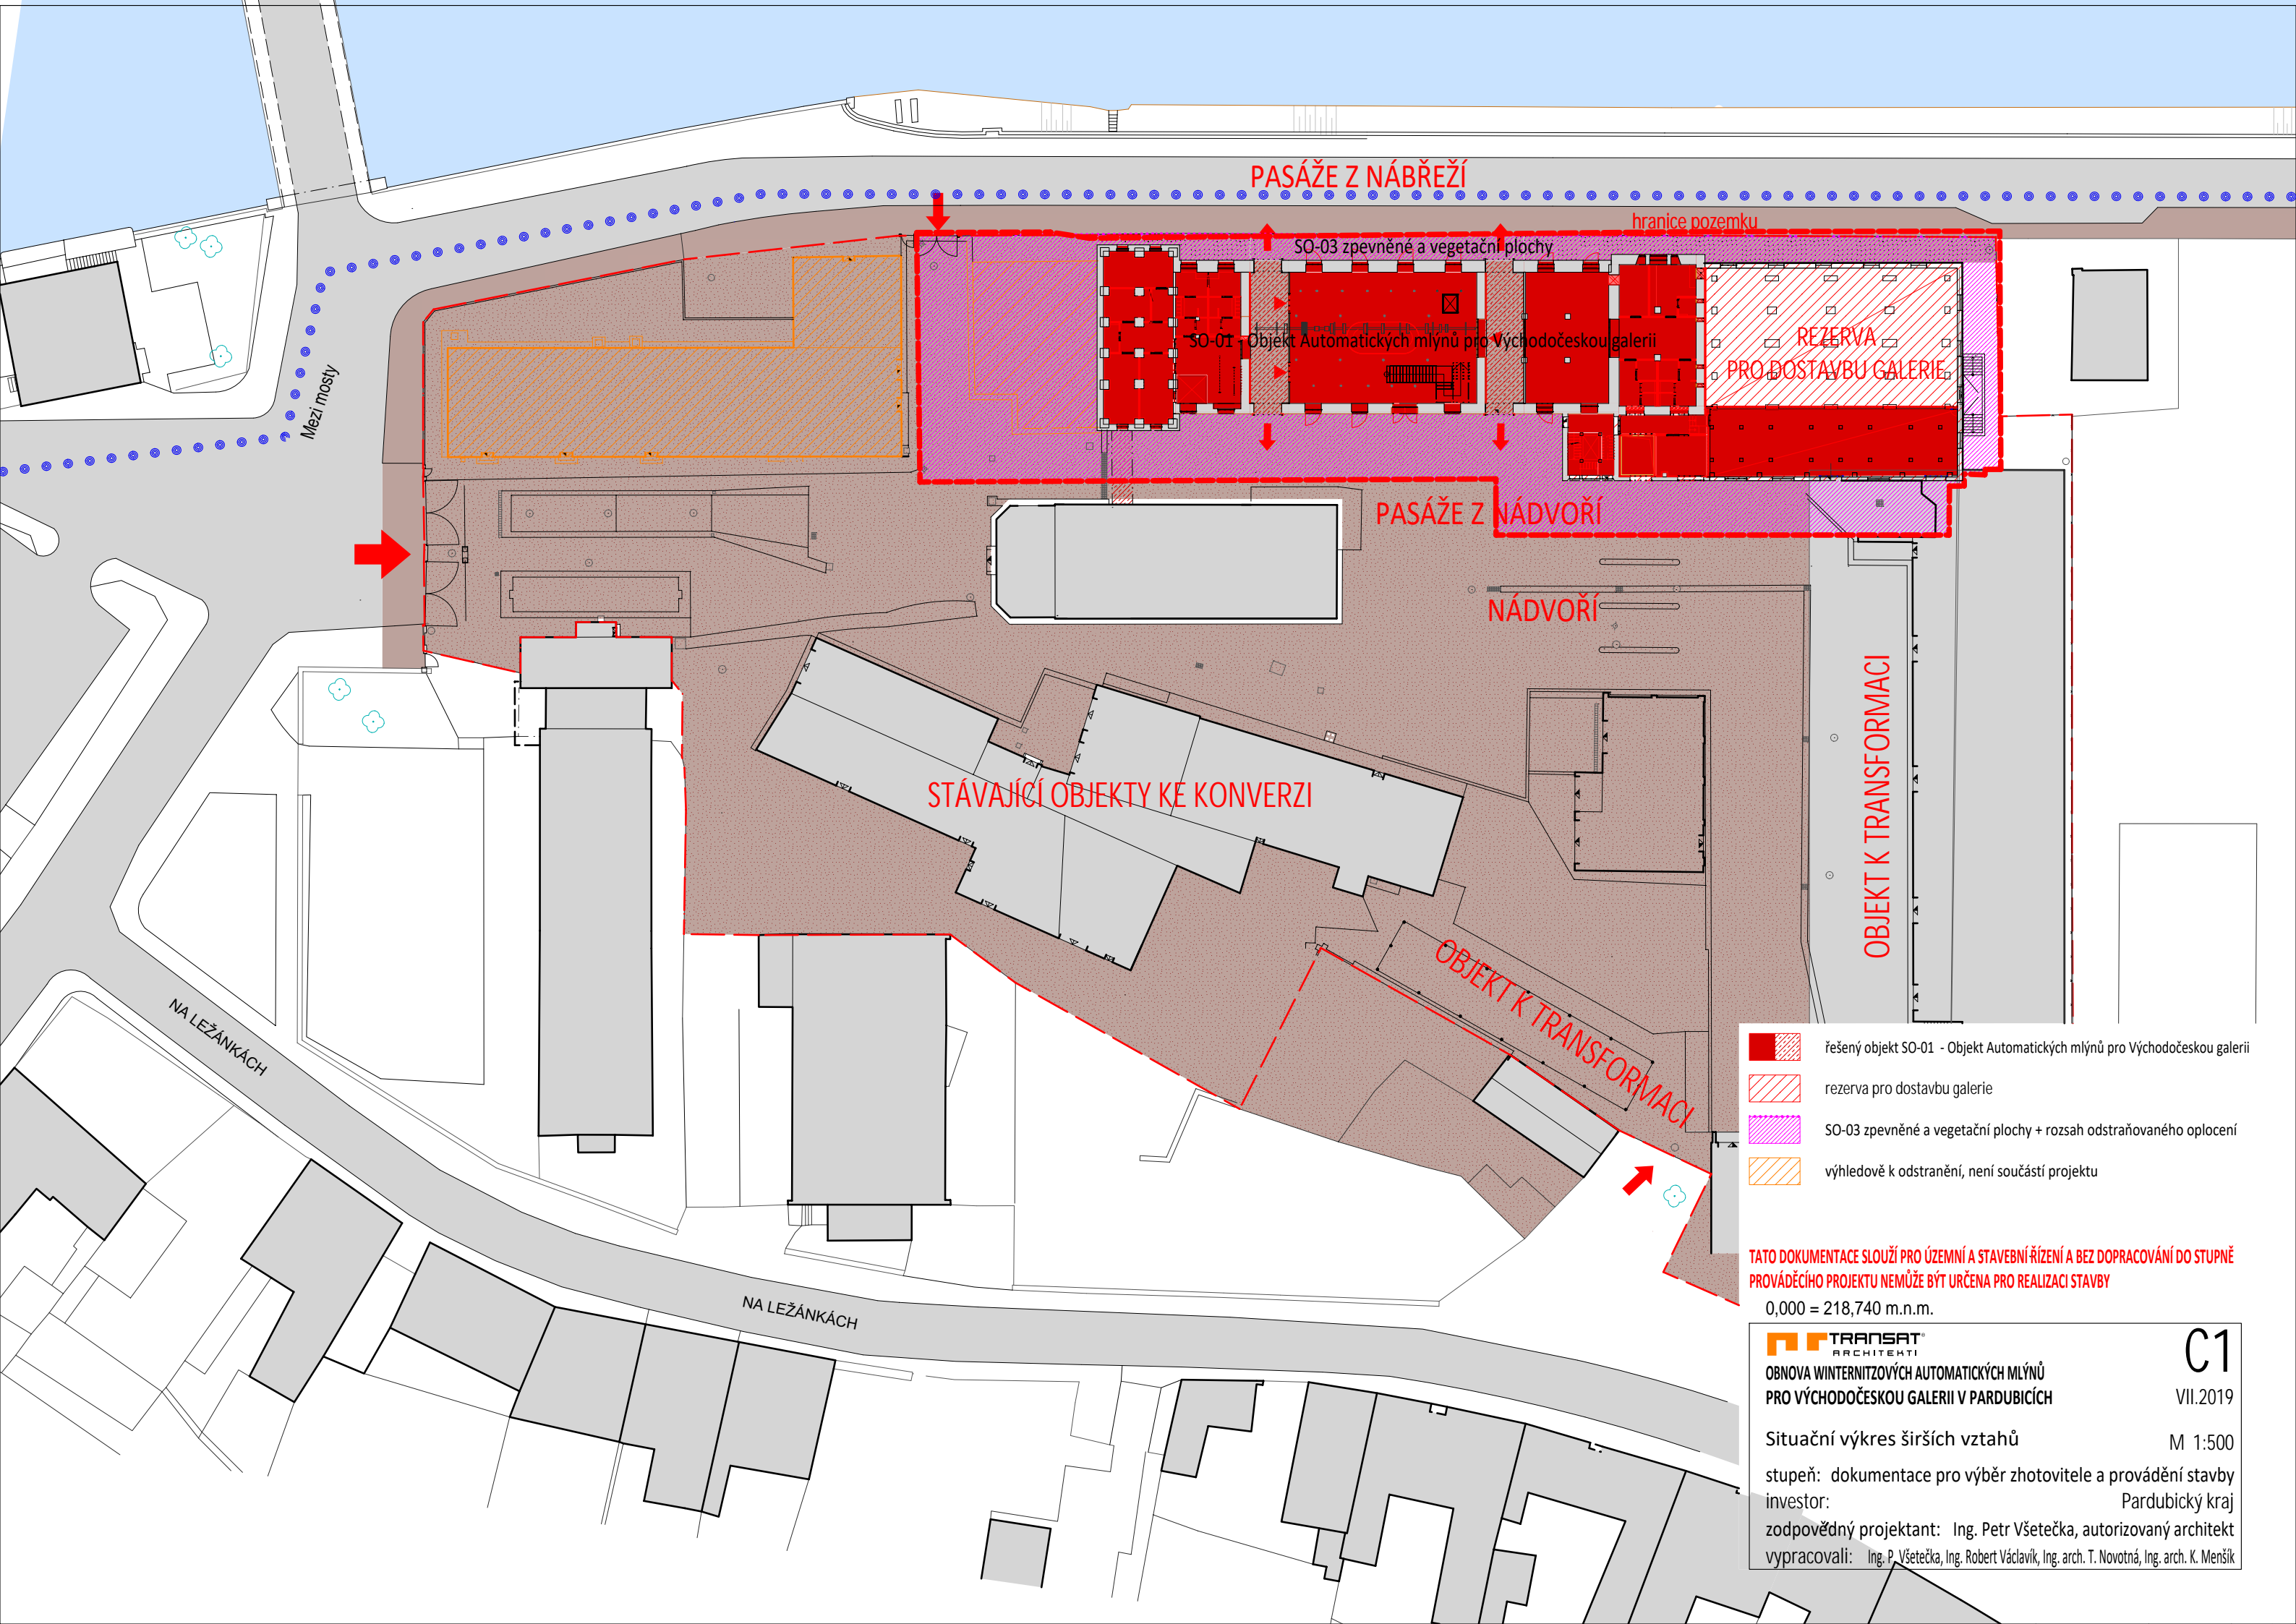 PASÁŽE Z NÁBŘEŽÍ
hranice pozemku
SO-03 zpevněné a vegetační plochy
SO-01 - Objekt Automatických mlýnů pro Východočeskou galerii
REZERVA
PRO DOSTAVBU GALERIE
Mezi mosty
PASÁŽE Z NÁDVOŘÍ
NÁDVOŘÍ
STÁVAJÍCÍ OBJEKTY KE KONVERZI
OBJEKT K TRANSFORMACI
OBJEKT K TRANSFORMACI
NA LEŽÁNKÁCH
NA LEŽÁNKÁCH
řešený objekt SO-01 - Objekt Automatických mlýnů pro Východočeskou galerii
rezerva pro dostavbu galerie
SO-03 zpevněné a vegetační plochy + rozsah odstraňovaného oplocení
výhledově k odstranění, není součástí projektu
TATO DOKUMENTACE SLOUŽÍ PRO ÚZEMNÍ A STAVEBNÍ ŘÍZENÍ A BEZ DOPRACOVÁNÍ DO STUPNĚ
PROVÁDĚCÍHO PROJEKTU NEMŮŽE BÝT URČENA PRO REALIZACI STAVBY
0,000 = 218,740 m.n.m.
TRANSAT®
ARCHITEKTI
C1
OBNOVA WINTERNITZOVÝCH AUTOMATICKÝCH MLÝNŮ
PRO VÝCHODOČESKOU GALERII V PARDUBICÍCH
VII.2019
Situační výkres širších vztahů
M 1:500
stupeň: dokumentace pro výběr zhotovitele a provádění stavby
investor: Pardubický kraj
zodpovědný projektant: Ing. Petr Všetečka, autorizovaný architekt
vypracovali: Ing. P. Všetečka, Ing. Robert Václavík, Ing. arch. T. Novotná, Ing. arch. K. Menšík